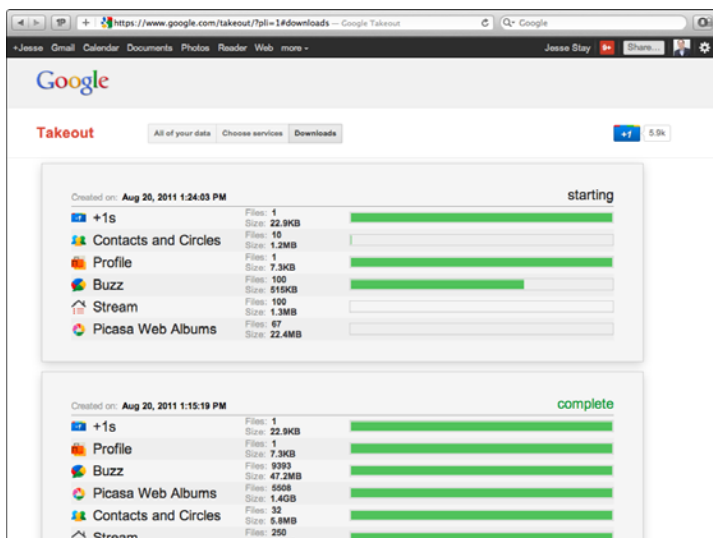 https://www.google.com/takeout/?pli=1#downloads — Google Takeout
Google
+Jesse Gmail Calendar Documents Photos Reader Web more
Jesse Stay 9+ Share...
Google
Takeout
All of your data Choose services Downloads
+1 5.9k
Created on: Aug 20, 2011 1:24:03 PM starting
+1s Files: 1
Size: 22.9KB
Contacts and Circles Files: 10
Size: 1.2MB
Profile Files: 1
Size: 7.3KB
Buzz Files: 100
Size: 515KB
Stream Files: 100
Size: 1.3MB
Picasa Web Albums Files: 67
Size: 22.4MB
Created on: Aug 20, 2011 1:15:19 PM complete
+1s Files: 1
Size: 22.9KB
Profile Files: 1
Size: 7.3KB
Buzz Files: 9393
Size: 47.2MB
Picasa Web Albums Files: 5508
Size: 1.4GB
Contacts and Circles Files: 32
Size: 5.8MB
Stream Files: 250